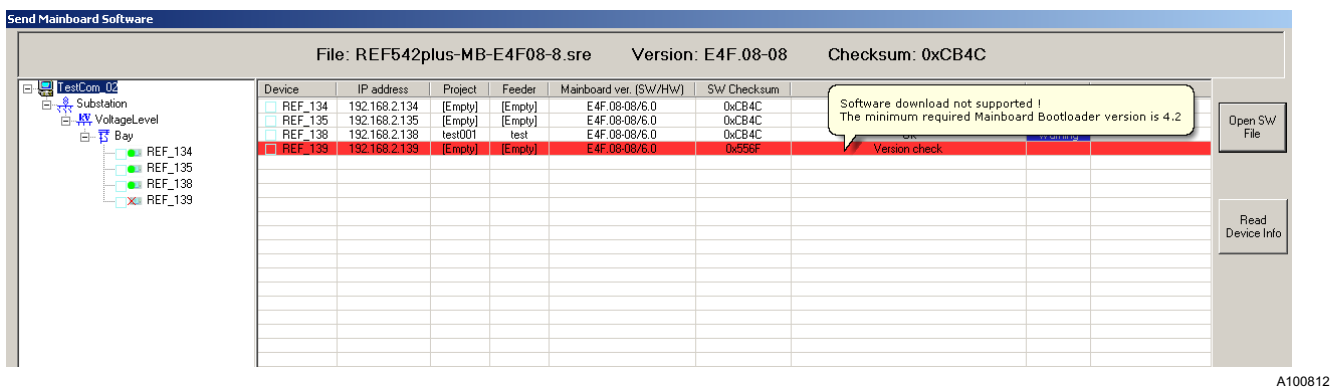 Send Mainboard Software
File: REF542plus-MB-E4F08-8.sre Version: E4F.08-08 Checksum: 0xCB4C
TestCom_02
Substation
VoltageLevel
Bay
REF_134
REF_135
REF_138
REF_139
Device IP address Project Feeder Mainboard ver. (SW/HW) SW Checksum
REF_134 192.168.2.134 [Empty] [Empty] E4F.08-08/6.0 0xCB4C
REF_135 192.168.2.135 [Empty] [Empty] E4F.08-08/6.0 0xCB4C
REF_138 192.168.2.138 test001 test E4F.08-08/6.0 0xCB4C
REF_139 192.168.2.139 [Empty] [Empty] E4F.08-08/6.0 0x556F Version check
Software download not supported !
The minimum required Mainboard Bootloader version is 4.2
Open SW
File
Read
Device Info
A100812